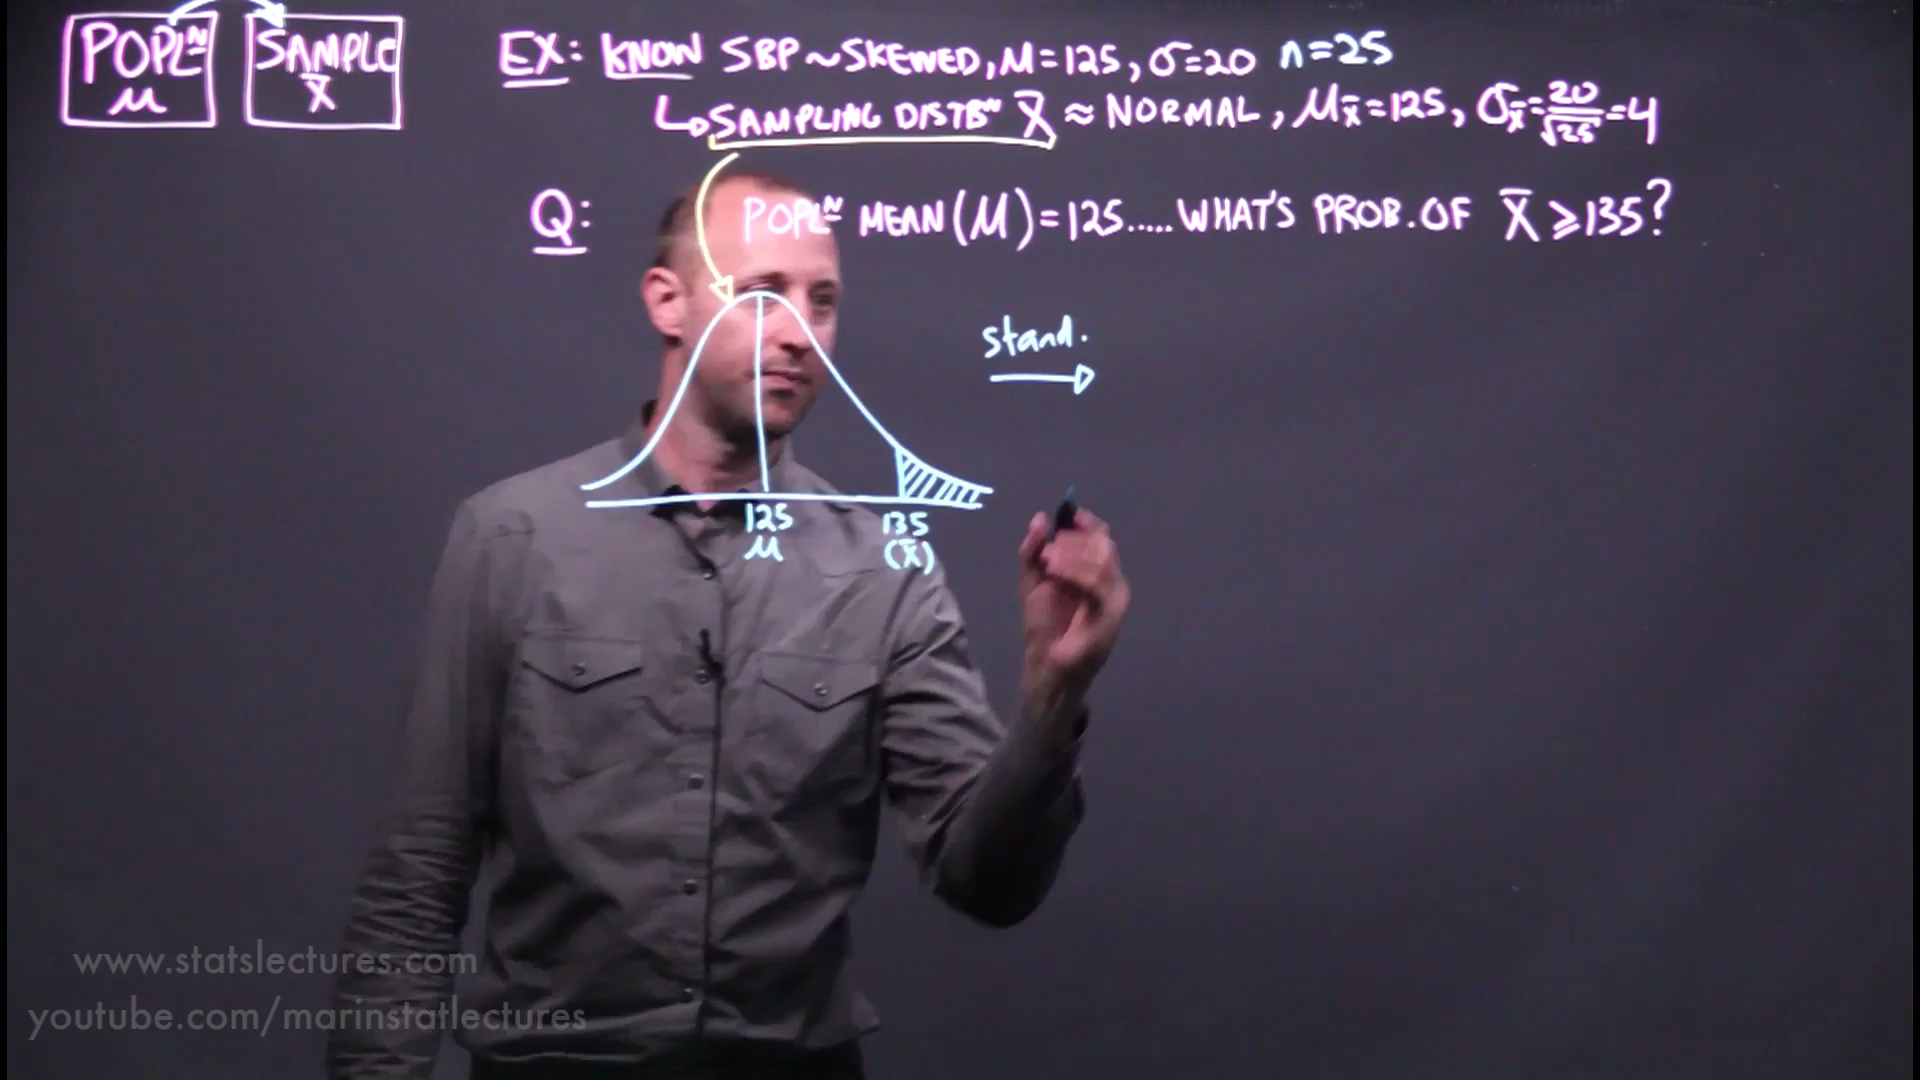 POPLᴺ
μ
SAMPLE
x̄
EX: KNOW SBP ~ SKEWED, μ = 125, σ = 20 n = 25
↳ SAMPLING DISTBᴺ X̄ ≈ NORMAL, μx̄ = 125, σx̄ = 20/√25 = 4
Q: POPLᴺ MEAN (μ) = 125..... WHAT'S PROB. OF X̄ ≥ 135?
stand.
125
μ
135
(x̄)
www.statslectures.com
youtube.com/marinstatlectures